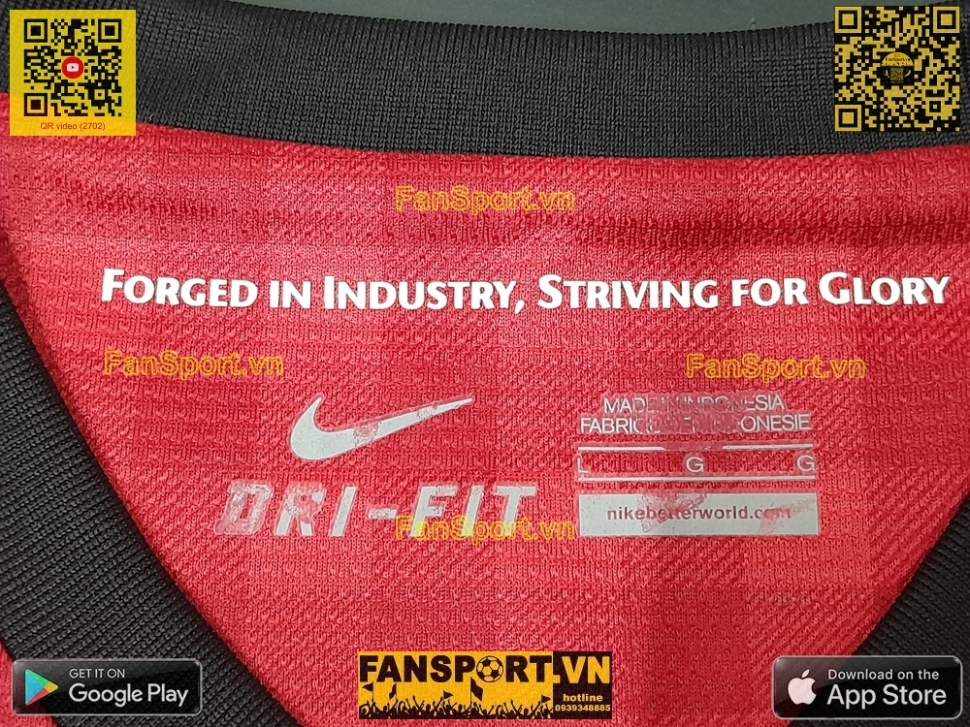 QR video (2702)
FanSport.vn
FORGED IN INDUSTRY, STRIVING FOR GLORY
FanSport.vn FanSport.vn
MADE IN INDONESIA
FABRIQUÉ EN INDONESIE
L G G
DRI-FIT
FanSport.vn
nikebetterworld.com
GET IT ON
Google Play
FANSPORT.VN
hotline
0939348885
Download on the
App Store